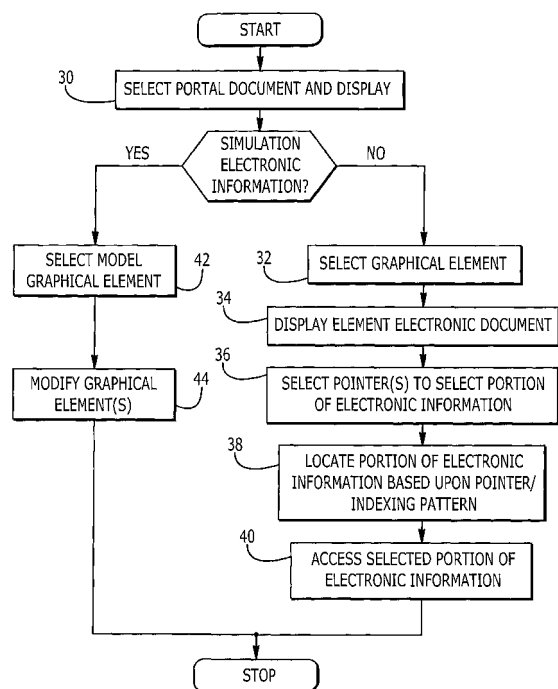 START
30
SELECT PORTAL DOCUMENT AND DISPLAY
SIMULATION
ELECTRONIC
INFORMATION?
YES
NO
SELECT MODEL
GRAPHICAL ELEMENT
42
32
SELECT GRAPHICAL ELEMENT
34
DISPLAY ELEMENT ELECTRONIC DOCUMENT
36
SELECT POINTER(S) TO SELECT PORTION
OF ELECTRONIC INFORMATION
MODIFY GRAPHICAL
ELEMENT(S)
44
38
LOCATE PORTION OF ELECTRONIC
INFORMATION BASED UPON POINTER/
INDEXING PATTERN
40
ACCESS SELECTED PORTION OF
ELECTRONIC INFORMATION
STOP